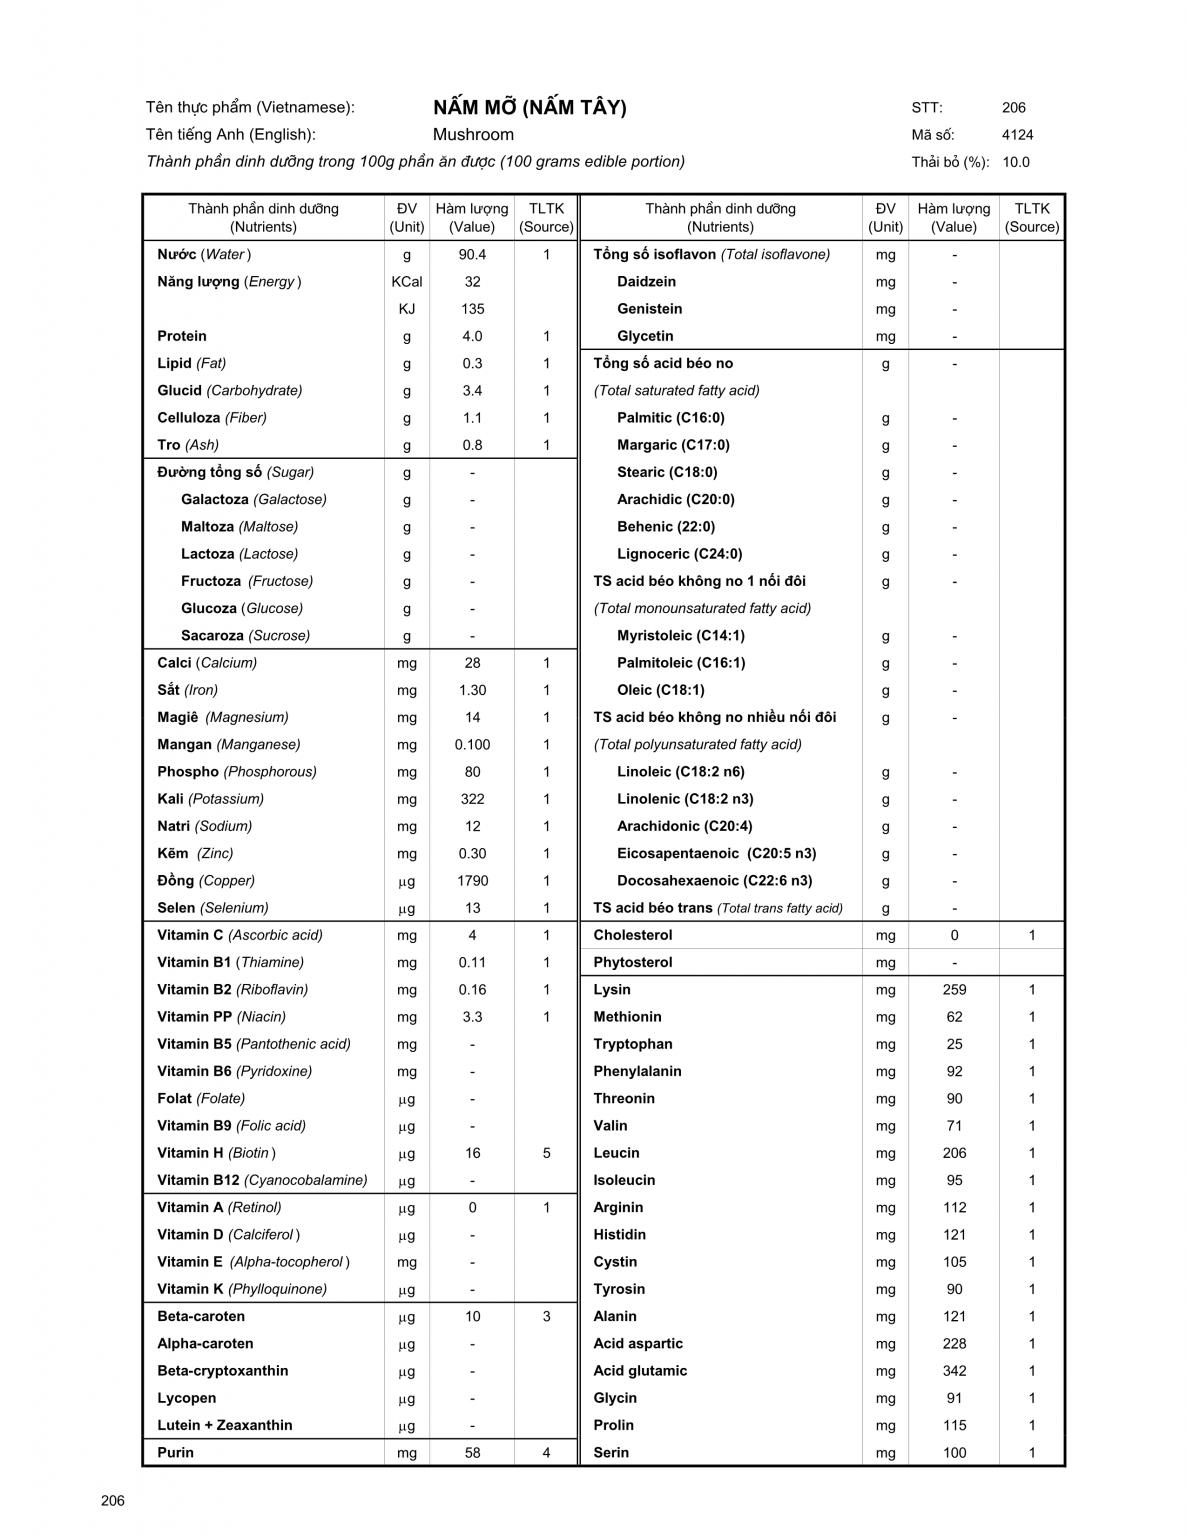 Tên thực phẩm (Vietnamese): NẤM MỠ (NẤM TÂY) STT: 206
Tên tiếng Anh (English): Mushroom Mã số: 4124
Thành phần dinh dưỡng trong 100g phần ăn được (100 grams edible portion) Thải bỏ (%): 10.0
Thành phần dinh dưỡng ĐV Hàm lượng TLTK
(Nutrients) (Unit) (Value) (Source)
Nước (Water) g 90.4 1
Năng lượng (Energy) KCal 32
KJ 135
Protein g 4.0 1
Lipid (Fat) g 0.3 1
Glucid (Carbohydrate) g 3.4 1
Celluloza (Fiber) g 1.1 1
Tro (Ash) g 0.8 1
Đường tổng số (Sugar) g -
Galactoza (Galactose) g -
Maltoza (Maltose) g -
Lactoza (Lactose) g -
Fructoza (Fructose) g -
Glucoza (Glucose) g -
Sacaroza (Sucrose) g -
Calci (Calcium) mg 28 1
Sắt (Iron) mg 1.30 1
Magiê (Magnesium) mg 14 1
Mangan (Manganese) mg 0.100 1
Phospho (Phosphorous) mg 80 1
Kali (Potassium) mg 322 1
Natri (Sodium) mg 12 1
Kẽm (Zinc) mg 0.30 1
Đồng (Copper) μg 1790 1
Selen (Selenium) μg 13 1
Vitamin C (Ascorbic acid) mg 4 1
Vitamin B1 (Thiamine) mg 0.11 1
Vitamin B2 (Riboflavin) mg 0.16 1
Vitamin PP (Niacin) mg 3.3 1
Vitamin B5 (Pantothenic acid) mg -
Vitamin B6 (Pyridoxine) mg -
Folat (Folate) μg -
Vitamin B9 (Folic acid) μg -
Vitamin H (Biotin) μg 16 5
Vitamin B12 (Cyanocobalamine) μg -
Vitamin A (Retinol) μg 0 1
Vitamin D (Calciferol) μg -
Vitamin E (Alpha-tocopherol) mg -
Vitamin K (Phylloquinone) μg -
Beta-caroten μg 10 3
Alpha-caroten μg -
Beta-cryptoxanthin μg -
Lycopen μg -
Lutein + Zeaxanthin μg -
Purin mg 58 4
Thành phần dinh dưỡng ĐV Hàm lượng TLTK
(Nutrients) (Unit) (Value) (Source)
Tổng số isoflavon (Total isoflavone) mg -
Daidzein mg -
Genistein mg -
Glycetin mg -
Tổng số acid béo no g -
(Total saturated fatty acid)
Palmitic (C16:0) g -
Margaric (C17:0) g -
Stearic (C18:0) g -
Arachidic (C20:0) g -
Behenic (22:0) g -
Lignoceric (C24:0) g -
TS acid béo không no 1 nối đôi g -
(Total monounsaturated fatty acid)
Myristoleic (C14:1) g -
Palmitoleic (C16:1) g -
Oleic (C18:1) g -
TS acid béo không no nhiều nối đôi g -
(Total polyunsaturated fatty acid)
Linoleic (C18:2 n6) g -
Linolenic (C18:2 n3) g -
Arachidonic (C20:4) g -
Eicosapentaenoic (C20:5 n3) g -
Docosahexaenoic (C22:6 n3) g -
TS acid béo trans (Total trans fatty acid) g -
Cholesterol mg 0 1
Phytosterol mg -
Lysin mg 259 1
Methionin mg 62 1
Tryptophan mg 25 1
Phenylalanin mg 92 1
Threonin mg 90 1
Valin mg 71 1
Leucin mg 206 1
Isoleucin mg 95 1
Arginin mg 112 1
Histidin mg 121 1
Cystin mg 105 1
Tyrosin mg 90 1
Alanin mg 121 1
Acid aspartic mg 228 1
Acid glutamic mg 342 1
Glycin mg 91 1
Prolin mg 115 1
Serin mg 100 1
206